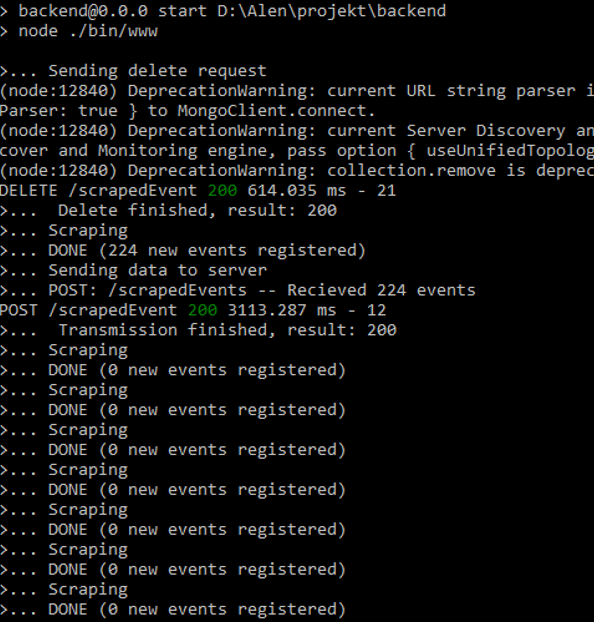 > backend@0.0.0 start D:\Alen\projekt\backend
> node ./bin/www
>... Sending delete request
(node:12840) DeprecationWarning: current URL string parser i
Parser: true } to MongoClient.connect.
(node:12840) DeprecationWarning: current Server Discovery an
cover and Monitoring engine, pass option { useUnifiedTopolog
(node:12840) DeprecationWarning: collection.remove is deprec
DELETE /scrapedEvent 200 614.035 ms - 21
>...  Delete finished, result: 200
>... Scraping
>... DONE (224 new events registered)
>... Sending data to server
>... POST: /scrapedEvents -- Recieved 224 events
POST /scrapedEvent 200 3113.287 ms - 12
>...  Transmission finished, result: 200
>... Scraping
>... DONE (0 new events registered)
>... Scraping
>... DONE (0 new events registered)
>... Scraping
>... DONE (0 new events registered)
>... Scraping
>... DONE (0 new events registered)
>... Scraping
>... DONE (0 new events registered)
>... Scraping
>... DONE (0 new events registered)
>... Scraping
>... DONE (0 new events registered)